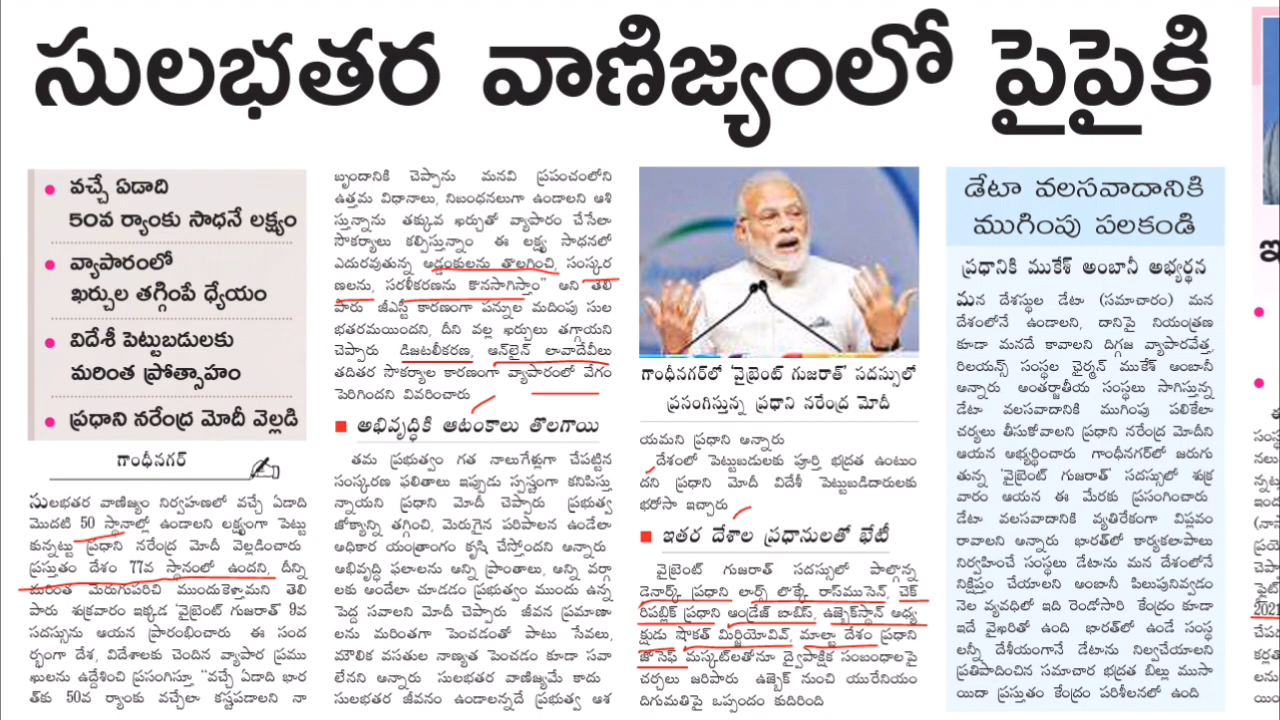 సులభతర వాణిజ్యంలో పైపైకి
వచ్చే ఏడాది
50వ ర్యాంకు సాధనే లక్ష్యం
వ్యాపారంలో
ఖర్చుల తగ్గింపే ధ్యేయం
విదేశీ పెట్టుబడులకు
మరింత ప్రోత్సాహం
ప్రధాని నరేంద్ర మోదీ వెల్లడి
గాంధీనగర్
సులభతర వాణిజ్య నిర్వహణలో వచ్చే ఏడాది
మొదటి 50 స్థానాల్లో ఉండాలని లక్ష్యంగా పెట్టు
కున్నట్టు ప్రధాని నరేంద్ర మోదీ వెల్లడించారు
ప్రస్తుతం దేశం 77వ స్థానంలో ఉందని, దీన్ని
మరింత మెరుగుపరిచి ముందుకెళ్తామని తెలి
పారు శుక్రవారం ఇక్కడ 'వైబ్రెంట్ గుజరాత్' 9వ
సదస్సును ఆయన ప్రారంభించారు ఈ సంద
ర్భంగా దేశ, విదేశాలకు చెందిన వ్యాపార ప్రము
ఖులను ఉద్దేశించి ప్రసంగిస్తూ "వచ్చే ఏడాది భార
త్‌కు 50వ ర్యాంకు వచ్చేలా కష్టపడాలని నా
బృందానికి చెప్పాను మనవి ప్రపంచంలోని
ఉత్తమ విధానాలు, నిబంధనలుగా ఉండాలని ఆశి
స్తున్నాను తక్కువ ఖర్చుతో వ్యాపారం చేసేలా
సౌకర్యాలు కల్పిస్తున్నాం ఈ లక్ష్య సాధనలో
ఎదురవుతున్న అడ్డంకులను తొలగించి, సంస్కర
ణలను, సరళీకరణను కొనసాగిస్తాం" అని తెలి
పారు జీఎస్టీ కారణంగా పన్నుల మదింపు సుల
భతరమయిందని, దీని వల్ల ఖర్చులు తగ్గాయని
చెప్పారు డిజటలీకరణ, ఆన్‌లైన్ లావాదేవీలు
తదితర సౌకర్యాల కారణంగా వ్యాపారంలో వేగం
పెరిగిందని వివరించారు
అభివృద్ధికి ఆటంకాలు తొలగాయి
తమ ప్రభుత్వం గత నాలుగేళ్లుగా చేపట్టిన
సంస్కరణ ఫలితాలు ఇప్పుడు స్పష్టంగా కనిపిస్తు
న్నాయని ప్రధాని మోదీ చెప్పారు ప్రభుత్వ
జోక్యాన్ని తగ్గించి, మెరుగైన పరిపాలన ఉండేలా
అధికార యంత్రాంగం కృషి చేస్తోందని అన్నారు
అభివృద్ధి ఫలాలను అన్ని ప్రాంతాలు, అన్ని వర్గా
లకు అందేలా చూడడం ప్రభుత్వం ముందు ఉన్న
పెద్ద సవాలని మోదీ చెప్పారు జీవన ప్రమాణా
లను మరింతగా పెంచడంతో పాటు సేవలు,
మౌలిక వసతుల నాణ్యత పెంచడం కూడా సవా
లేనని అన్నారు సులభతర వాణిజ్యమే కాదు
సులభతర జీవనం ఉండాలన్నదే ప్రభుత్వ ఆశ
గాంధీనగర్‌లో 'వైబ్రెంట్ గుజరాత్' సదస్సులో
ప్రసంగిస్తున్న ప్రధాని నరేంద్ర మోదీ
యమని ప్రధాని అన్నారు
దేశంలో పెట్టుబడులకు పూర్తి భద్రత ఉంటుం
దని ప్రధాని మోదీ విదేశీ పెట్టుబడిదారులకు
భరోసా ఇచ్చారు
ఇతర దేశాల ప్రధానులతో భేటీ
వైబ్రెంట్ గుజరాత్ సదస్సులో పాల్గొన్న
డెనార్క్ ప్రధాని లార్స్ లొక్కే రాస్‌ముసెన్, చెక్
రిపబ్లిక్ ప్రధాని ఆండ్రేజ్ బాబిస్, ఉజ్బెక్‌స్థాన్ అధ్య
క్షుడు షౌకత్ మిర్జియోవివ్, మాల్టా దేశం ప్రధాని
జోసెఫ్ మస్కట్‌లతోనూ ద్వైపాక్షిక సంబంధాలపై
చర్చలు జరిపారు ఉజ్బెక్ నుంచి యురేనియం
దిగుమతిపై ఒప్పందం కుదిరింది
డేటా వలసవాదానికి
ముగింపు పలకండి
ప్రధానికి ముకేశ్ అంబానీ అభ్యర్థన
మన దేశస్థుల డేటా (సమాచారం) మన
దేశంలోనే ఉండాలని, దానిపై నియంత్రణ
కూడా మనదే కావాలని దిగ్గజ వ్యాపారవేత్త,
రిలయన్స్ సంస్థల ఛైర్మన్ ముకేశ్ అంబానీ
అన్నారు అంతర్జాతీయ సంస్థలు సాగిస్తున్న
డేటా వలసవాదానికి ముగింపు పలికేలా
చర్యలు తీసుకోవాలని ప్రధాని నరేంద్ర మోదీని
ఆయన అభ్యర్థించారు గాంధీనగర్‌లో జరుగు
తున్న 'వైబ్రెంట్ గుజరాత్' సదస్సులో శుక్ర
వారం ఆయన ఈ మేరకు ప్రసంగించారు
డేటా వలసవాదానికి వ్యతిరేకంగా విప్లవం
రావాలని అన్నారు భారత్‌లో కార్యకలాపాలు
నిర్వహించే సంస్థలు డేటాను మన దేశంలోనే
నిక్షిప్తం చేయాలని అంబానీ పిలుపునివ్వడం
నెల వ్యవధిలో ఇది రెండోసారి కేంద్రం కూడా
ఇదే వైఖరితో ఉంది భారత్‌లో ఉండే సంస్థ
లన్నీ దేశీయంగానే డేటాను నిల్వచేయాలని
ప్రతిపాదించిన సమాచార భద్రత బిల్లు ముసా
యిదా ప్రస్తుతం కేంద్రం పరిశీలనలో ఉంది